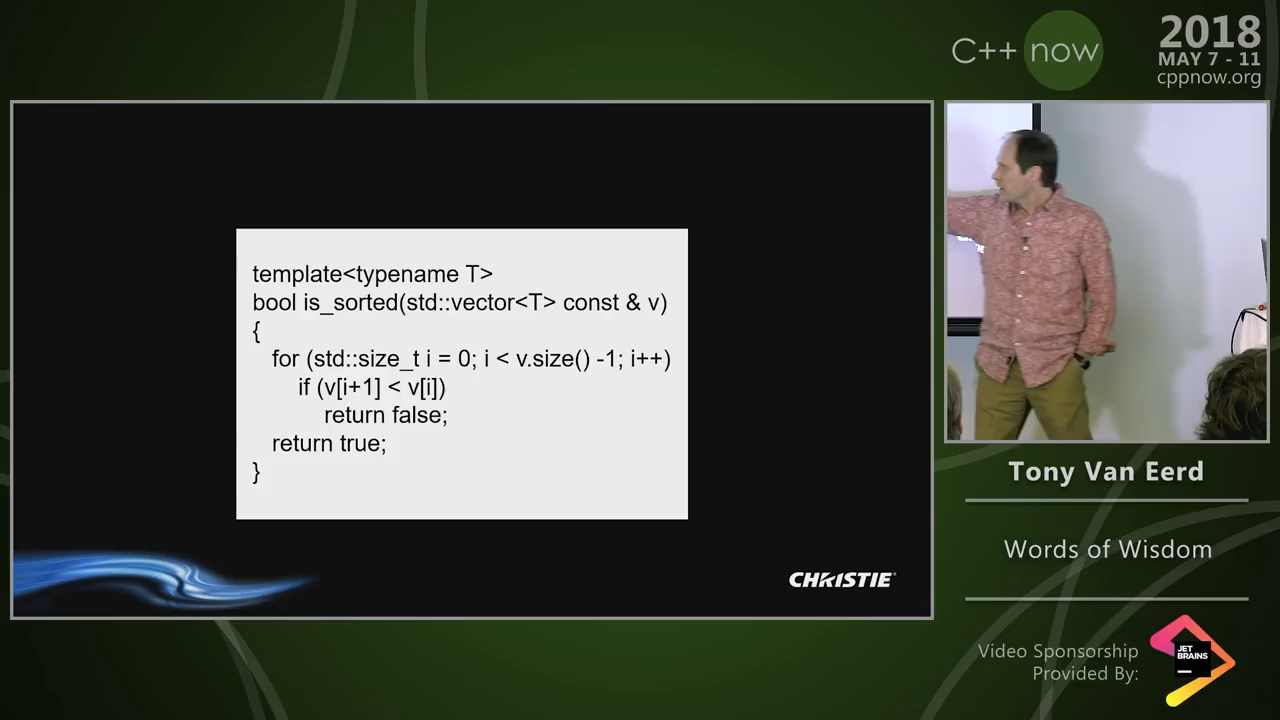 C++ now
2018
MAY 7 - 11
cppnow.org
template<typename T>
bool is_sorted(std::vector<T> const & v)
{
for (std::size_t i = 0; i < v.size() -1; i++)
if (v[i+1] < v[i])
return false;
return true;
}
CHRISTIE
Tony Van Eerd
Words of Wisdom
Video Sponsorship
Provided By:
JET
BRAINS